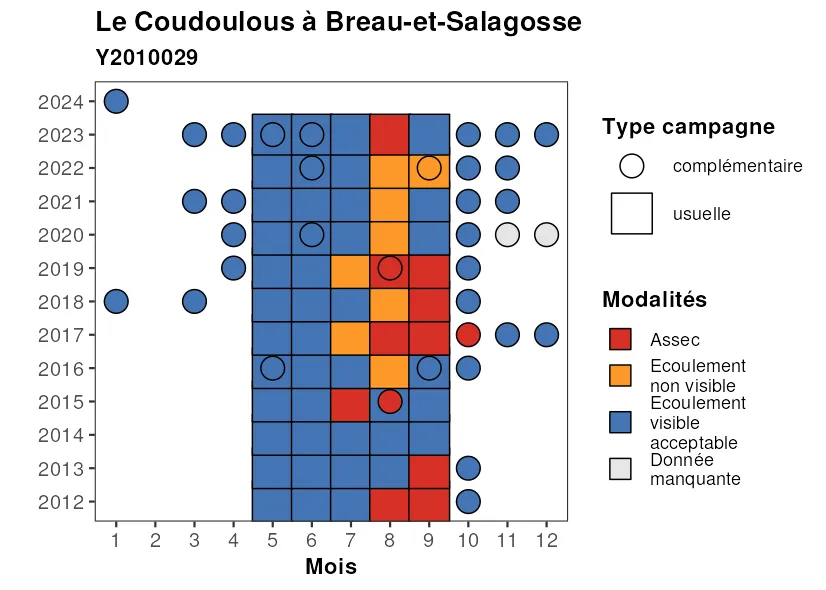 Le Coudoulous à Breau-et-Salagosse
Y2010029
2024
2023
2022
2021
2020
2019
2018
2017
2016
2015
2014
2013
2012
1 2 3 4 5 6 7 8 9 10 11 12
Mois
Type campagne
complémentaire
usuelle
Modalités
Assec
Ecoulement
non visible
Ecoulement
visible
acceptable
Donnée
manquante